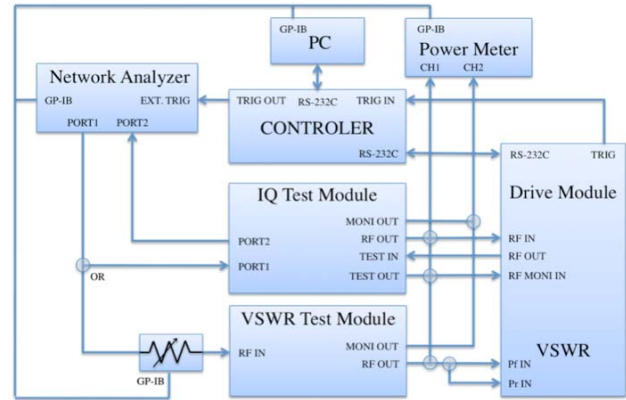 GP-IB
PC
GP-IB
Power Meter
CH1 CH2
Network Analyzer
GP-IB EXT. TRIG
PORT1 PORT2
TRIG OUT RS-232C TRIG IN
CONTROLER
RS-232C
RS-232C TRIG
Drive Module
IQ Test Module
MONI OUT
PORT2 RF OUT
TEST IN
PORT1
TEST OUT
RF IN
RF OUT
RF MONI IN
OR
VSWR Test Module
MONI OUT
RF IN
RF OUT
GP-IB
VSWR
Pf IN
Pr IN